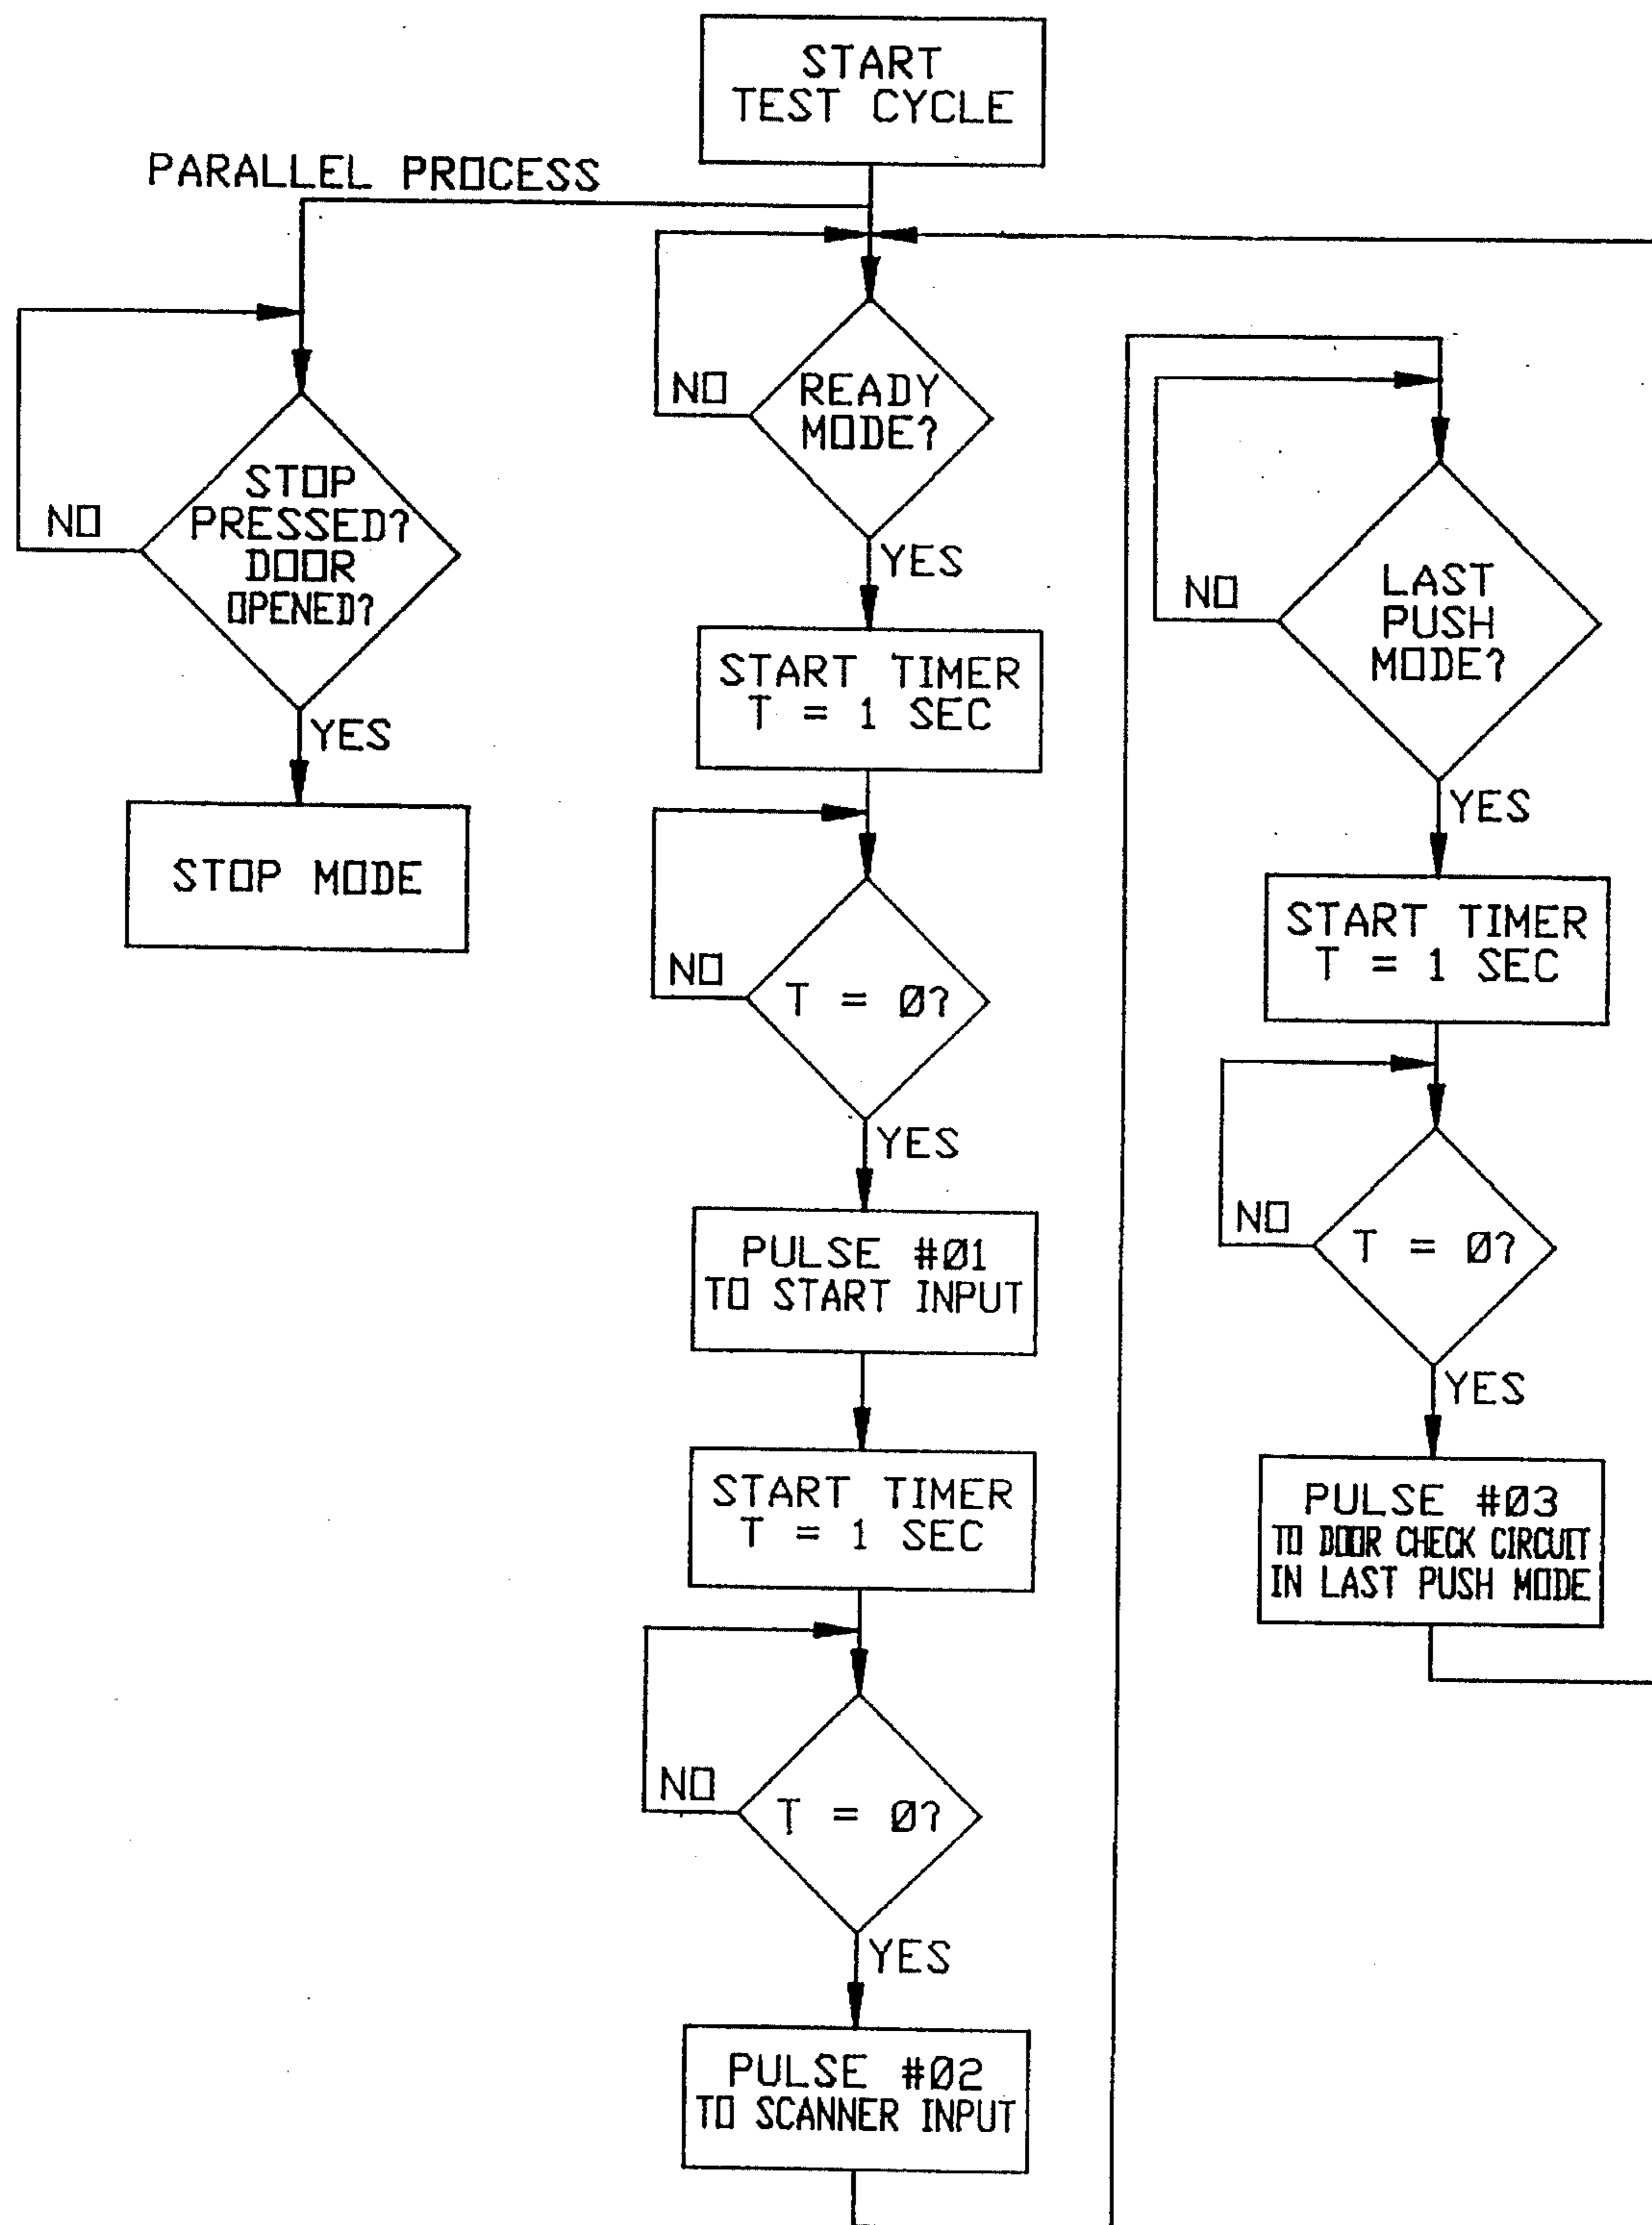 START
TEST CYCLE
PARALLEL PROCESS
STOP
PRESSED?
DOOR
OPENED?
NO
YES
STOP MODE
READY
MODE?
NO
YES
START TIMER
T = 1 SEC
T = Ø?
NO
YES
PULSE #Ø1
TO START INPUT
START TIMER
T = 1 SEC
T = Ø?
NO
YES
PULSE #Ø2
TO SCANNER INPUT
LAST
PUSH
MODE?
NO
YES
START TIMER
T = 1 SEC
T = Ø?
NO
YES
PULSE #Ø3
TO DOOR CHECK CIRCUIT
IN LAST PUSH MODE